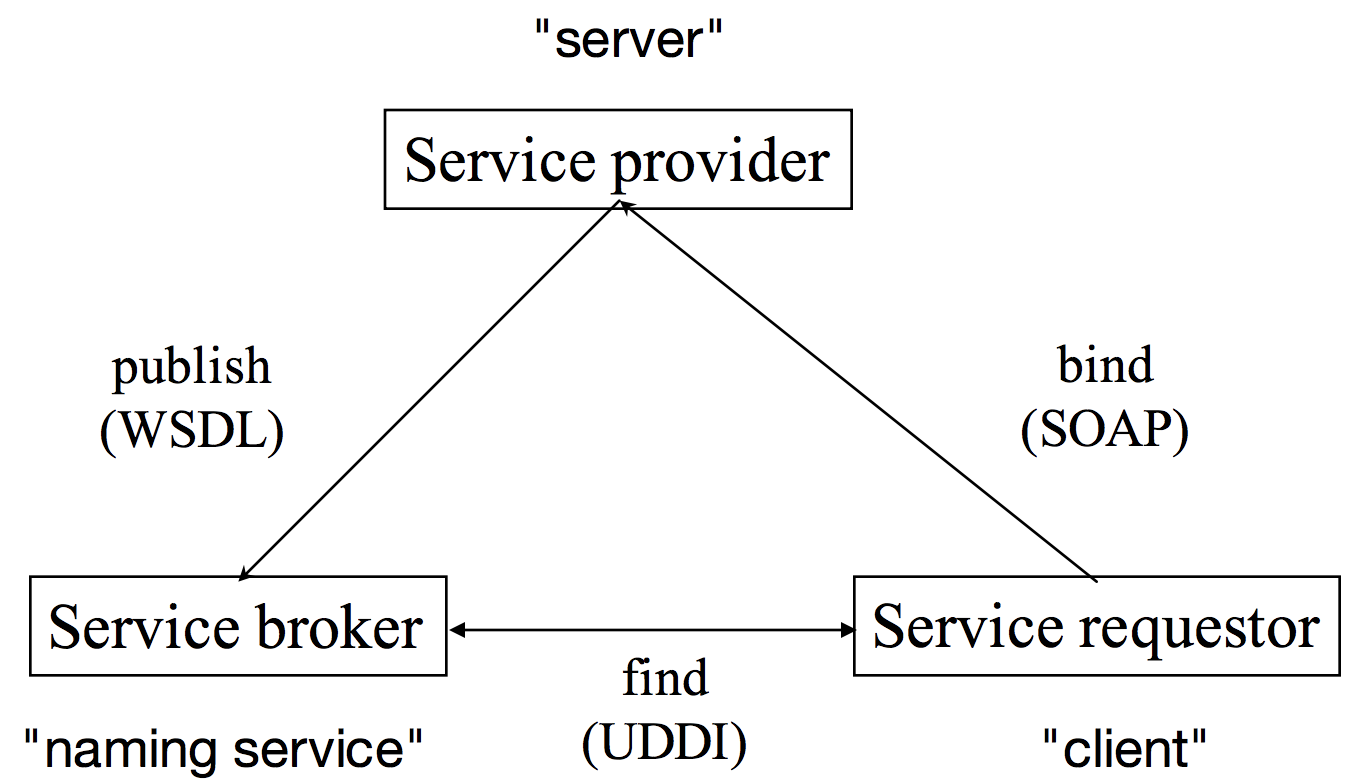 "server"
Service provider
publish
(WSDL)
bind
(SOAP)
Service broker
Service requestor
find
(UDDI)
"naming service"
"client"